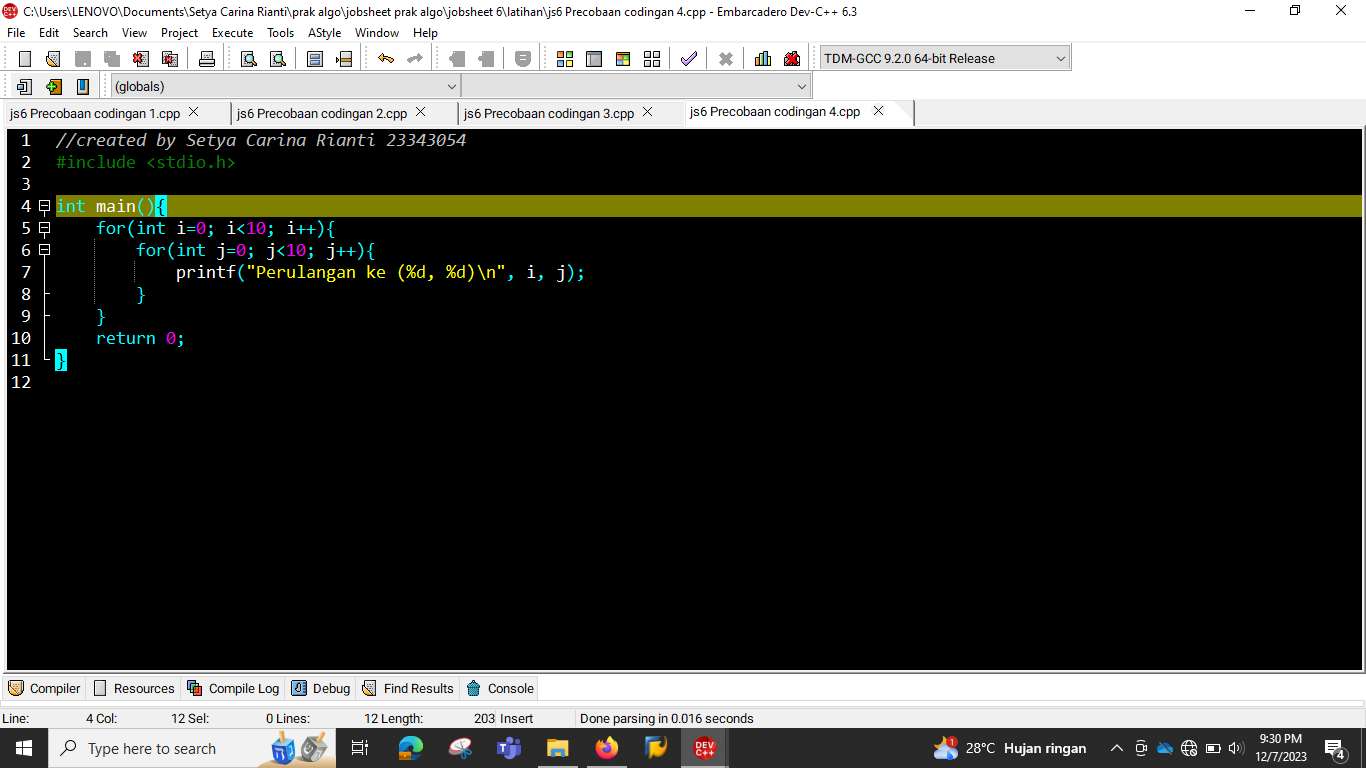 C:\Users\LENOVO\Documents\Setya Carina Rianti\prak algo\jobsheet prak algo\jobsheet 6\latihan\js6 Precobaan codingan 4.cpp - Embarcadero Dev-C++ 6.3
File Edit Search View Project Execute Tools AStyle Window Help
TDM-GCC 9.2.0 64-bit Release
(globals)
js6 Precobaan codingan 1.cpp js6 Precobaan codingan 2.cpp js6 Precobaan codingan 3.cpp js6 Precobaan codingan 4.cpp
1 //created by Setya Carina Rianti 23343054
2 #include <stdio.h>
3
4 int main(){
5 for(int i=0; i<10; i++){
6 for(int j=0; j<10; j++){
7 printf("Perulangan ke (%d, %d)\n", i, j);
8 }
9 }
10 return 0;
11 }
12
Compiler Resources Compile Log Debug Find Results Console
Line: 4 Col: 12 Sel: 0 Lines: 12 Length: 203 Insert Done parsing in 0.016 seconds
Type here to search DEV C++ 1 28°C Hujan ringan 9:30 PM
12/7/2023 4